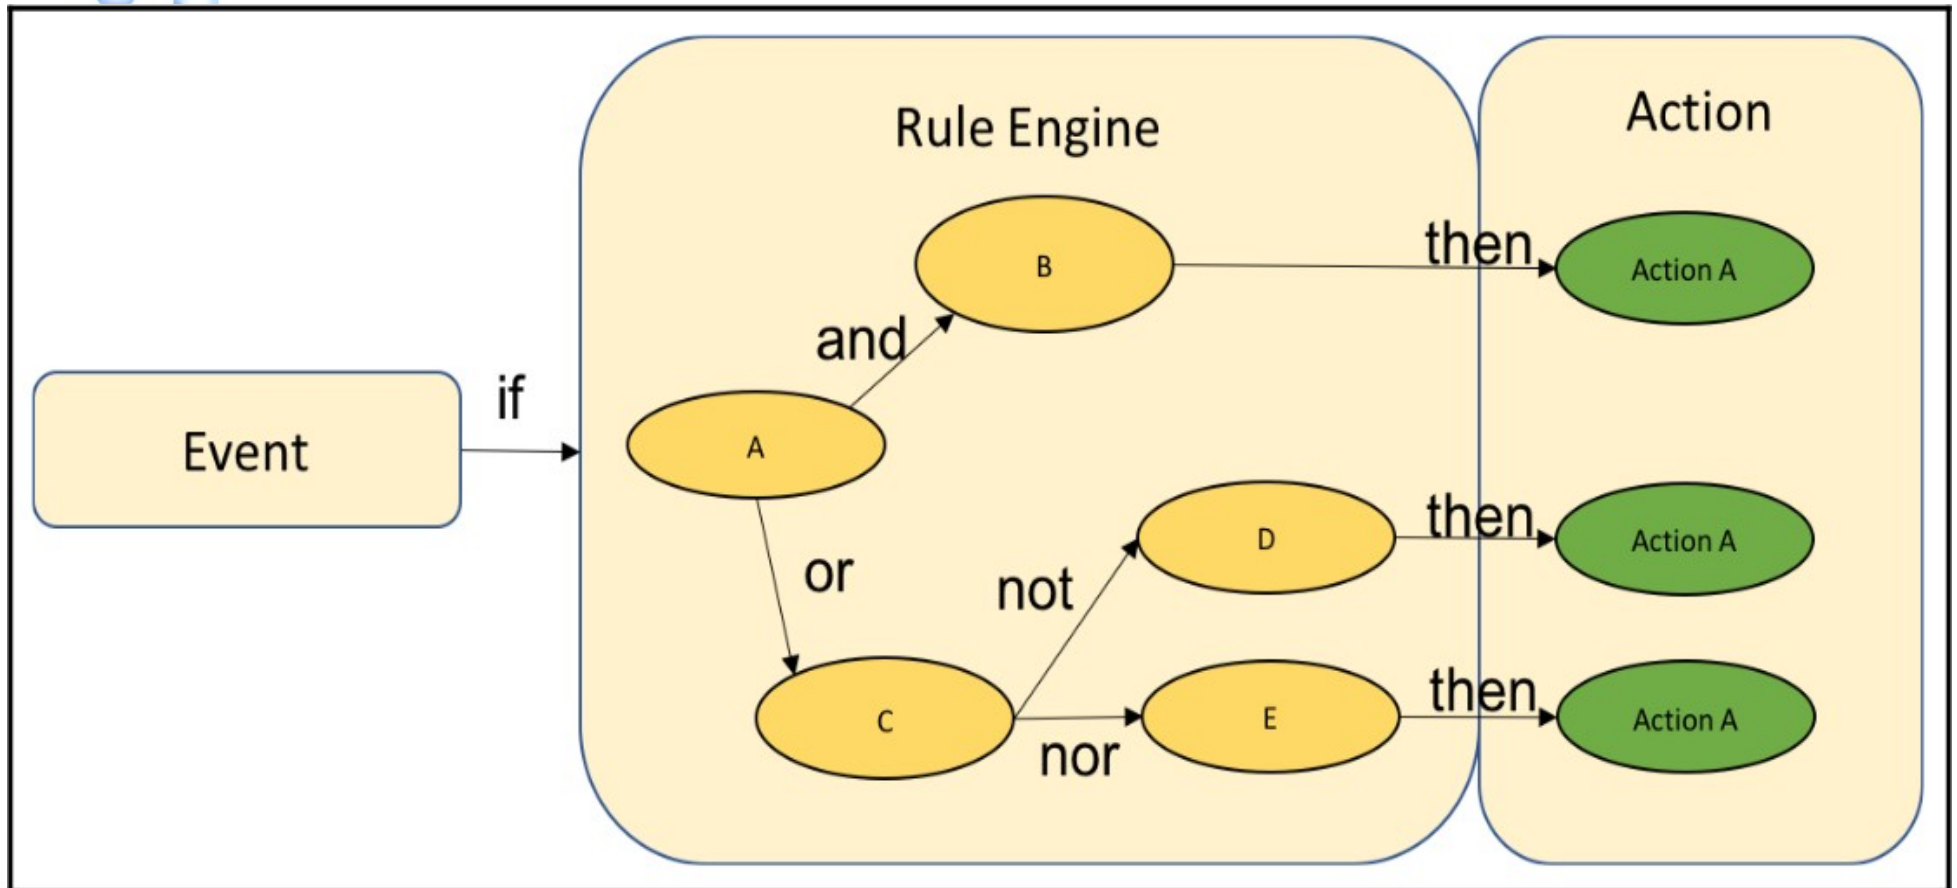 Rule Engine
Action
B
then
Action A
and
if
Event
A
D
then
Action A
or
not
C
E
then
Action A
nor